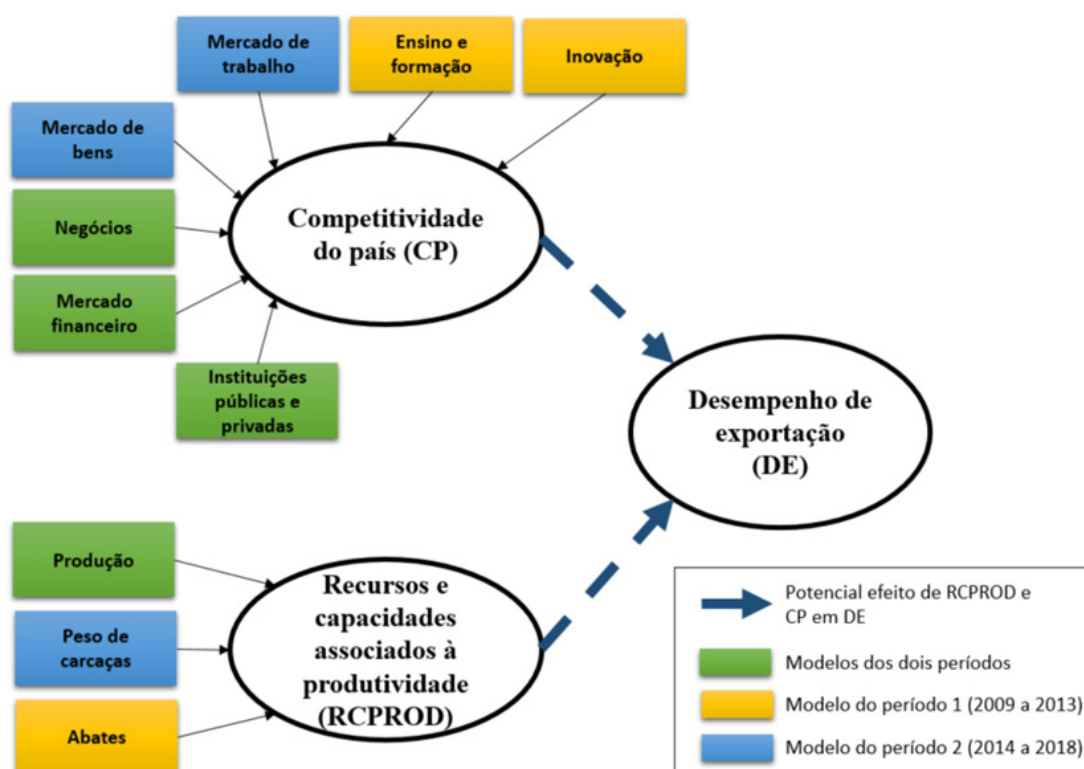 Mercado de
trabalho
Ensino e
formação
Inovação
Mercado de
bens
Negócios
Mercado
financeiro
Instituições
públicas e
privadas
Competitividade
do país (CP)
Desempenho de
exportação
(DE)
Produção
Peso de
carcaças
Abates
Recursos e
capacidades
associados à
produtividade
(RCPROD)
Potencial efeito de RCPROD e
CP em DE
Modelos dos dois períodos
Modelo do período 1 (2009 a 2013)
Modelo do período 2 (2014 a 2018)